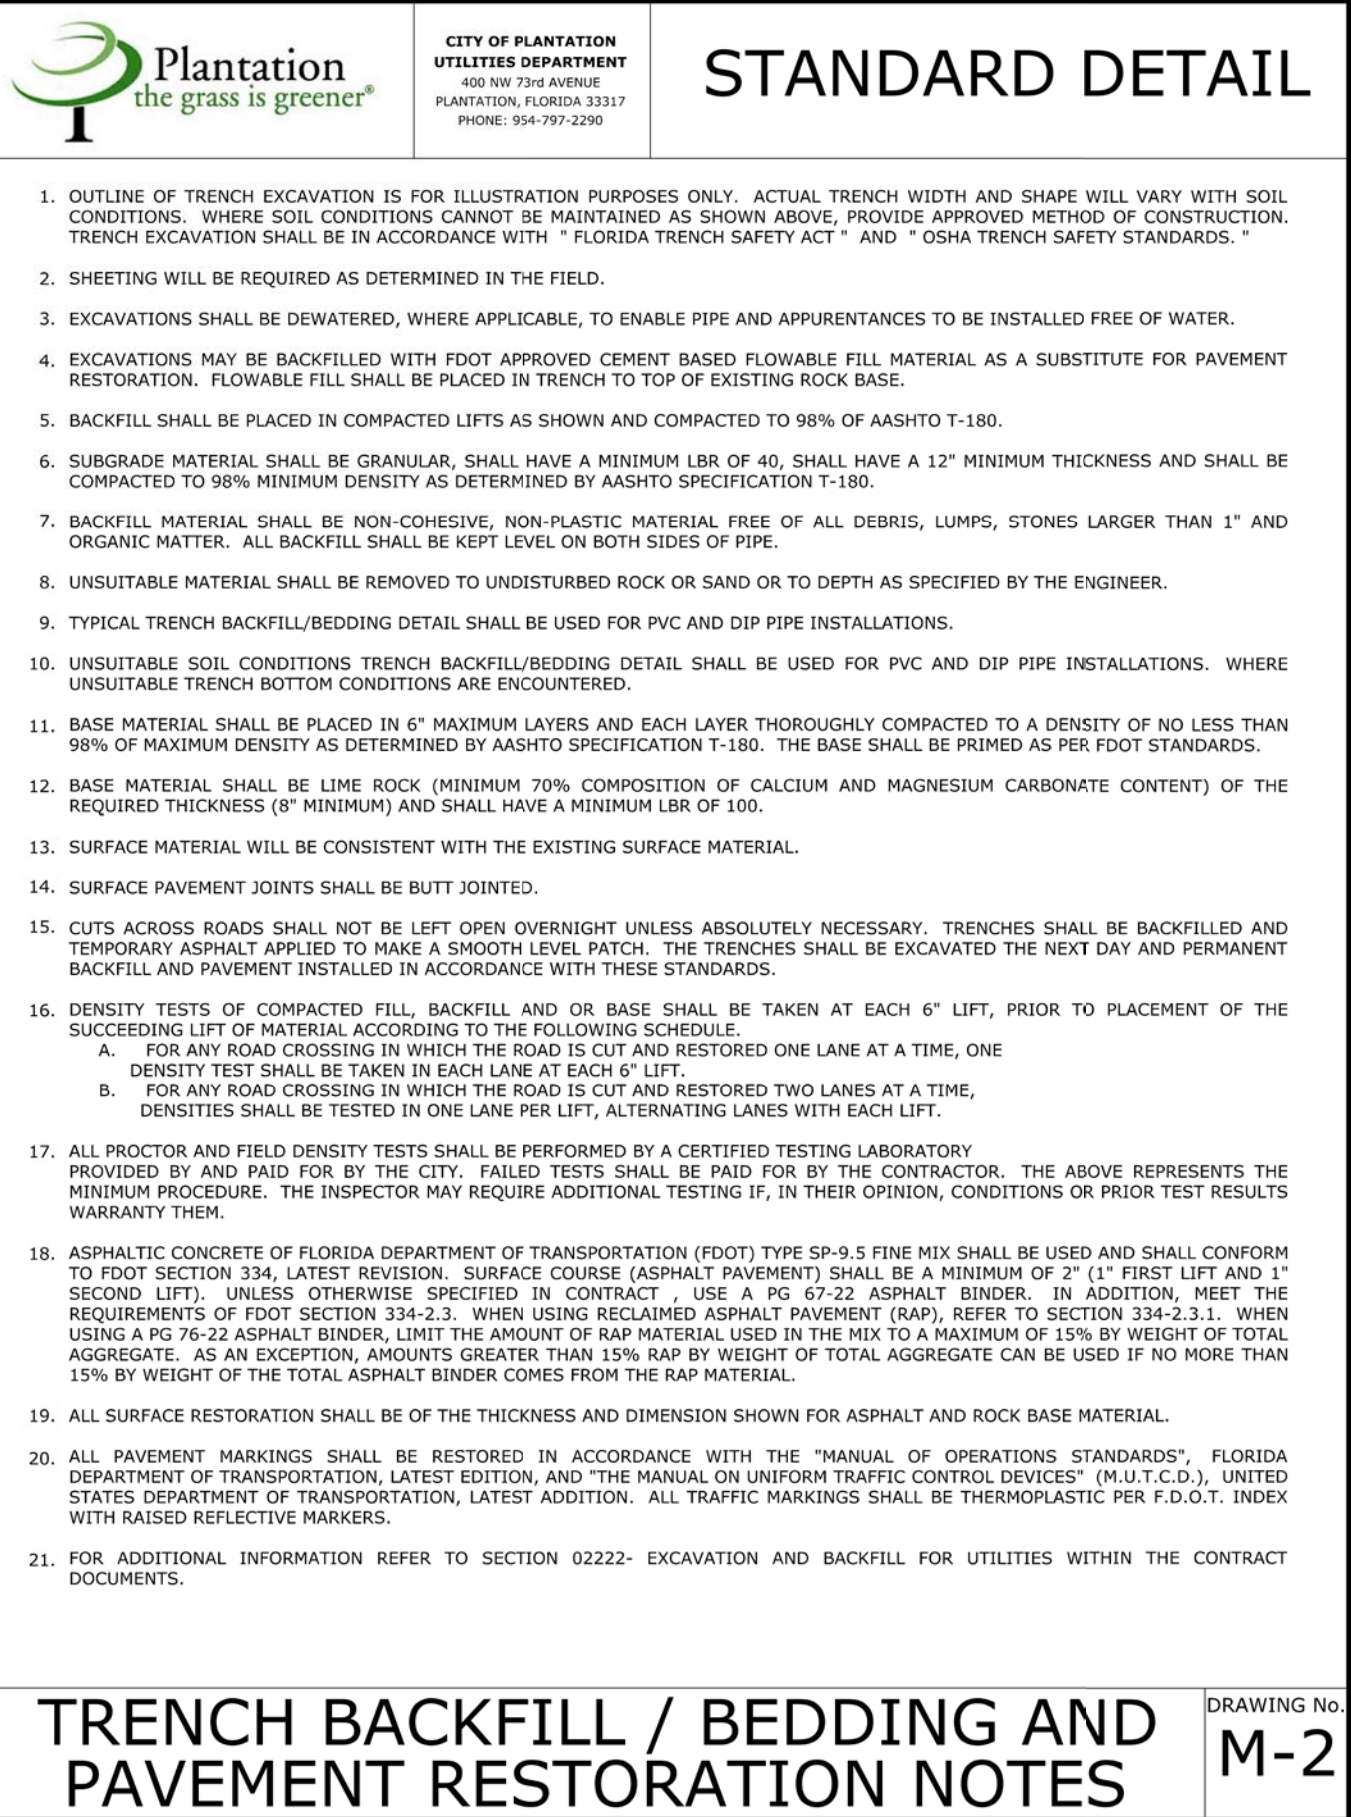 Plantation
the grass is greener®
CITY OF PLANTATION
UTILITIES DEPARTMENT
400 NW 73rd AVENUE
PLANTATION, FLORIDA 33317
PHONE: 954-797-2290
STANDARD DETAIL
1. OUTLINE OF TRENCH EXCAVATION IS FOR ILLUSTRATION PURPOSES ONLY. ACTUAL TRENCH WIDTH AND SHAPE WILL VARY WITH SOIL
CONDITIONS. WHERE SOIL CONDITIONS CANNOT BE MAINTAINED AS SHOWN ABOVE, PROVIDE APPROVED METHOD OF CONSTRUCTION.
TRENCH EXCAVATION SHALL BE IN ACCORDANCE WITH " FLORIDA TRENCH SAFETY ACT " AND " OSHA TRENCH SAFETY STANDARDS. "
2. SHEETING WILL BE REQUIRED AS DETERMINED IN THE FIELD.
3. EXCAVATIONS SHALL BE DEWATERED, WHERE APPLICABLE, TO ENABLE PIPE AND APPURENTANCES TO BE INSTALLED FREE OF WATER.
4. EXCAVATIONS MAY BE BACKFILLED WITH FDOT APPROVED CEMENT BASED FLOWABLE FILL MATERIAL AS A SUBSTITUTE FOR PAVEMENT
RESTORATION. FLOWABLE FILL SHALL BE PLACED IN TRENCH TO TOP OF EXISTING ROCK BASE.
5. BACKFILL SHALL BE PLACED IN COMPACTED LIFTS AS SHOWN AND COMPACTED TO 98% OF AASHTO T-180.
6. SUBGRADE MATERIAL SHALL BE GRANULAR, SHALL HAVE A MINIMUM LBR OF 40, SHALL HAVE A 12" MINIMUM THICKNESS AND SHALL BE
COMPACTED TO 98% MINIMUM DENSITY AS DETERMINED BY AASHTO SPECIFICATION T-180.
7. BACKFILL MATERIAL SHALL BE NON-COHESIVE, NON-PLASTIC MATERIAL FREE OF ALL DEBRIS, LUMPS, STONES LARGER THAN 1" AND
ORGANIC MATTER. ALL BACKFILL SHALL BE KEPT LEVEL ON BOTH SIDES OF PIPE.
8. UNSUITABLE MATERIAL SHALL BE REMOVED TO UNDISTURBED ROCK OR SAND OR TO DEPTH AS SPECIFIED BY THE ENGINEER.
9. TYPICAL TRENCH BACKFILL/BEDDING DETAIL SHALL BE USED FOR PVC AND DIP PIPE INSTALLATIONS.
10. UNSUITABLE SOIL CONDITIONS TRENCH BACKFILL/BEDDING DETAIL SHALL BE USED FOR PVC AND DIP PIPE INSTALLATIONS. WHERE
UNSUITABLE TRENCH BOTTOM CONDITIONS ARE ENCOUNTERED.
11. BASE MATERIAL SHALL BE PLACED IN 6" MAXIMUM LAYERS AND EACH LAYER THOROUGHLY COMPACTED TO A DENSITY OF NO LESS THAN
98% OF MAXIMUM DENSITY AS DETERMINED BY AASHTO SPECIFICATION T-180. THE BASE SHALL BE PRIMED AS PER FDOT STANDARDS.
12. BASE MATERIAL SHALL BE LIME ROCK (MINIMUM 70% COMPOSITION OF CALCIUM AND MAGNESIUM CARBONATE CONTENT) OF THE
REQUIRED THICKNESS (8" MINIMUM) AND SHALL HAVE A MINIMUM LBR OF 100.
13. SURFACE MATERIAL WILL BE CONSISTENT WITH THE EXISTING SURFACE MATERIAL.
14. SURFACE PAVEMENT JOINTS SHALL BE BUTT JOINTED.
15. CUTS ACROSS ROADS SHALL NOT BE LEFT OPEN OVERNIGHT UNLESS ABSOLUTELY NECESSARY. TRENCHES SHALL BE BACKFILLED AND
TEMPORARY ASPHALT APPLIED TO MAKE A SMOOTH LEVEL PATCH. THE TRENCHES SHALL BE EXCAVATED THE NEXT DAY AND PERMANENT
BACKFILL AND PAVEMENT INSTALLED IN ACCORDANCE WITH THESE STANDARDS.
16. DENSITY TESTS OF COMPACTED FILL, BACKFILL AND OR BASE SHALL BE TAKEN AT EACH 6" LIFT, PRIOR TO PLACEMENT OF THE
SUCCEEDING LIFT OF MATERIAL ACCORDING TO THE FOLLOWING SCHEDULE.
A. FOR ANY ROAD CROSSING IN WHICH THE ROAD IS CUT AND RESTORED ONE LANE AT A TIME, ONE
DENSITY TEST SHALL BE TAKEN IN EACH LANE AT EACH 6" LIFT.
B. FOR ANY ROAD CROSSING IN WHICH THE ROAD IS CUT AND RESTORED TWO LANES AT A TIME,
DENSITIES SHALL BE TESTED IN ONE LANE PER LIFT, ALTERNATING LANES WITH EACH LIFT.
17. ALL PROCTOR AND FIELD DENSITY TESTS SHALL BE PERFORMED BY A CERTIFIED TESTING LABORATORY
PROVIDED BY AND PAID FOR BY THE CITY. FAILED TESTS SHALL BE PAID FOR BY THE CONTRACTOR. THE ABOVE REPRESENTS THE
MINIMUM PROCEDURE. THE INSPECTOR MAY REQUIRE ADDITIONAL TESTING IF, IN THEIR OPINION, CONDITIONS OR PRIOR TEST RESULTS
WARRANTY THEM.
18. ASPHALTIC CONCRETE OF FLORIDA DEPARTMENT OF TRANSPORTATION (FDOT) TYPE SP-9.5 FINE MIX SHALL BE USED AND SHALL CONFORM
TO FDOT SECTION 334, LATEST REVISION. SURFACE COURSE (ASPHALT PAVEMENT) SHALL BE A MINIMUM OF 2" (1" FIRST LIFT AND 1"
SECOND LIFT). UNLESS OTHERWISE SPECIFIED IN CONTRACT , USE A PG 67-22 ASPHALT BINDER. IN ADDITION, MEET THE
REQUIREMENTS OF FDOT SECTION 334-2.3. WHEN USING RECLAIMED ASPHALT PAVEMENT (RAP), REFER TO SECTION 334-2.3.1. WHEN
USING A PG 76-22 ASPHALT BINDER, LIMIT THE AMOUNT OF RAP MATERIAL USED IN THE MIX TO A MAXIMUM OF 15% BY WEIGHT OF TOTAL
AGGREGATE. AS AN EXCEPTION, AMOUNTS GREATER THAN 15% RAP BY WEIGHT OF TOTAL AGGREGATE CAN BE USED IF NO MORE THAN
15% BY WEIGHT OF THE TOTAL ASPHALT BINDER COMES FROM THE RAP MATERIAL.
19. ALL SURFACE RESTORATION SHALL BE OF THE THICKNESS AND DIMENSION SHOWN FOR ASPHALT AND ROCK BASE MATERIAL.
20. ALL PAVEMENT MARKINGS SHALL BE RESTORED IN ACCORDANCE WITH THE "MANUAL OF OPERATIONS STANDARDS", FLORIDA
DEPARTMENT OF TRANSPORTATION, LATEST EDITION, AND "THE MANUAL ON UNIFORM TRAFFIC CONTROL DEVICES" (M.U.T.C.D.), UNITED
STATES DEPARTMENT OF TRANSPORTATION, LATEST ADDITION. ALL TRAFFIC MARKINGS SHALL BE THERMOPLASTIC PER F.D.O.T. INDEX
WITH RAISED REFLECTIVE MARKERS.
21. FOR ADDITIONAL INFORMATION REFER TO SECTION 02222- EXCAVATION AND BACKFILL FOR UTILITIES WITHIN THE CONTRACT
DOCUMENTS.
TRENCH BACKFILL / BEDDING AND
PAVEMENT RESTORATION NOTES
DRAWING No.
M-2